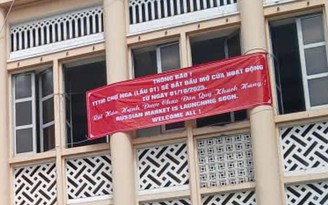 THÔNG BÁO !
TTTM CHỢ NGA (LẦU 01) SẼ BẮT ĐẦU MỞ CỬA HOẠT ĐỘNG
TỪ NGÀY 01/10/2025.
Rất Hân Hạnh Được Chào Đón Quý Khách Hàng !
RUSSIAN MARKET IS LAUNCHING SOON.
WELCOME ALL !